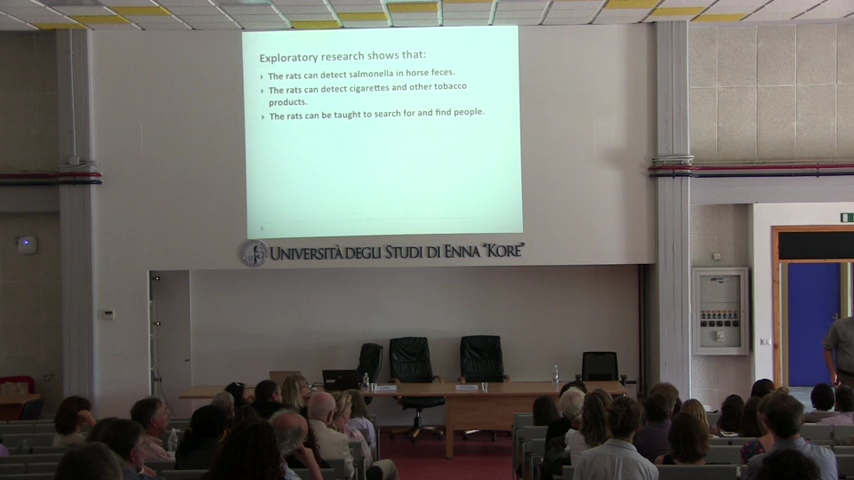 Exploratory research shows that:
The rats can detect salmonella in horse feces.
The rats can detect cigarettes and other tobacco
products.
The rats can be taught to search for and find people.
UNIVERSITÀ DEGLI STUDI DI ENNA "KORE"